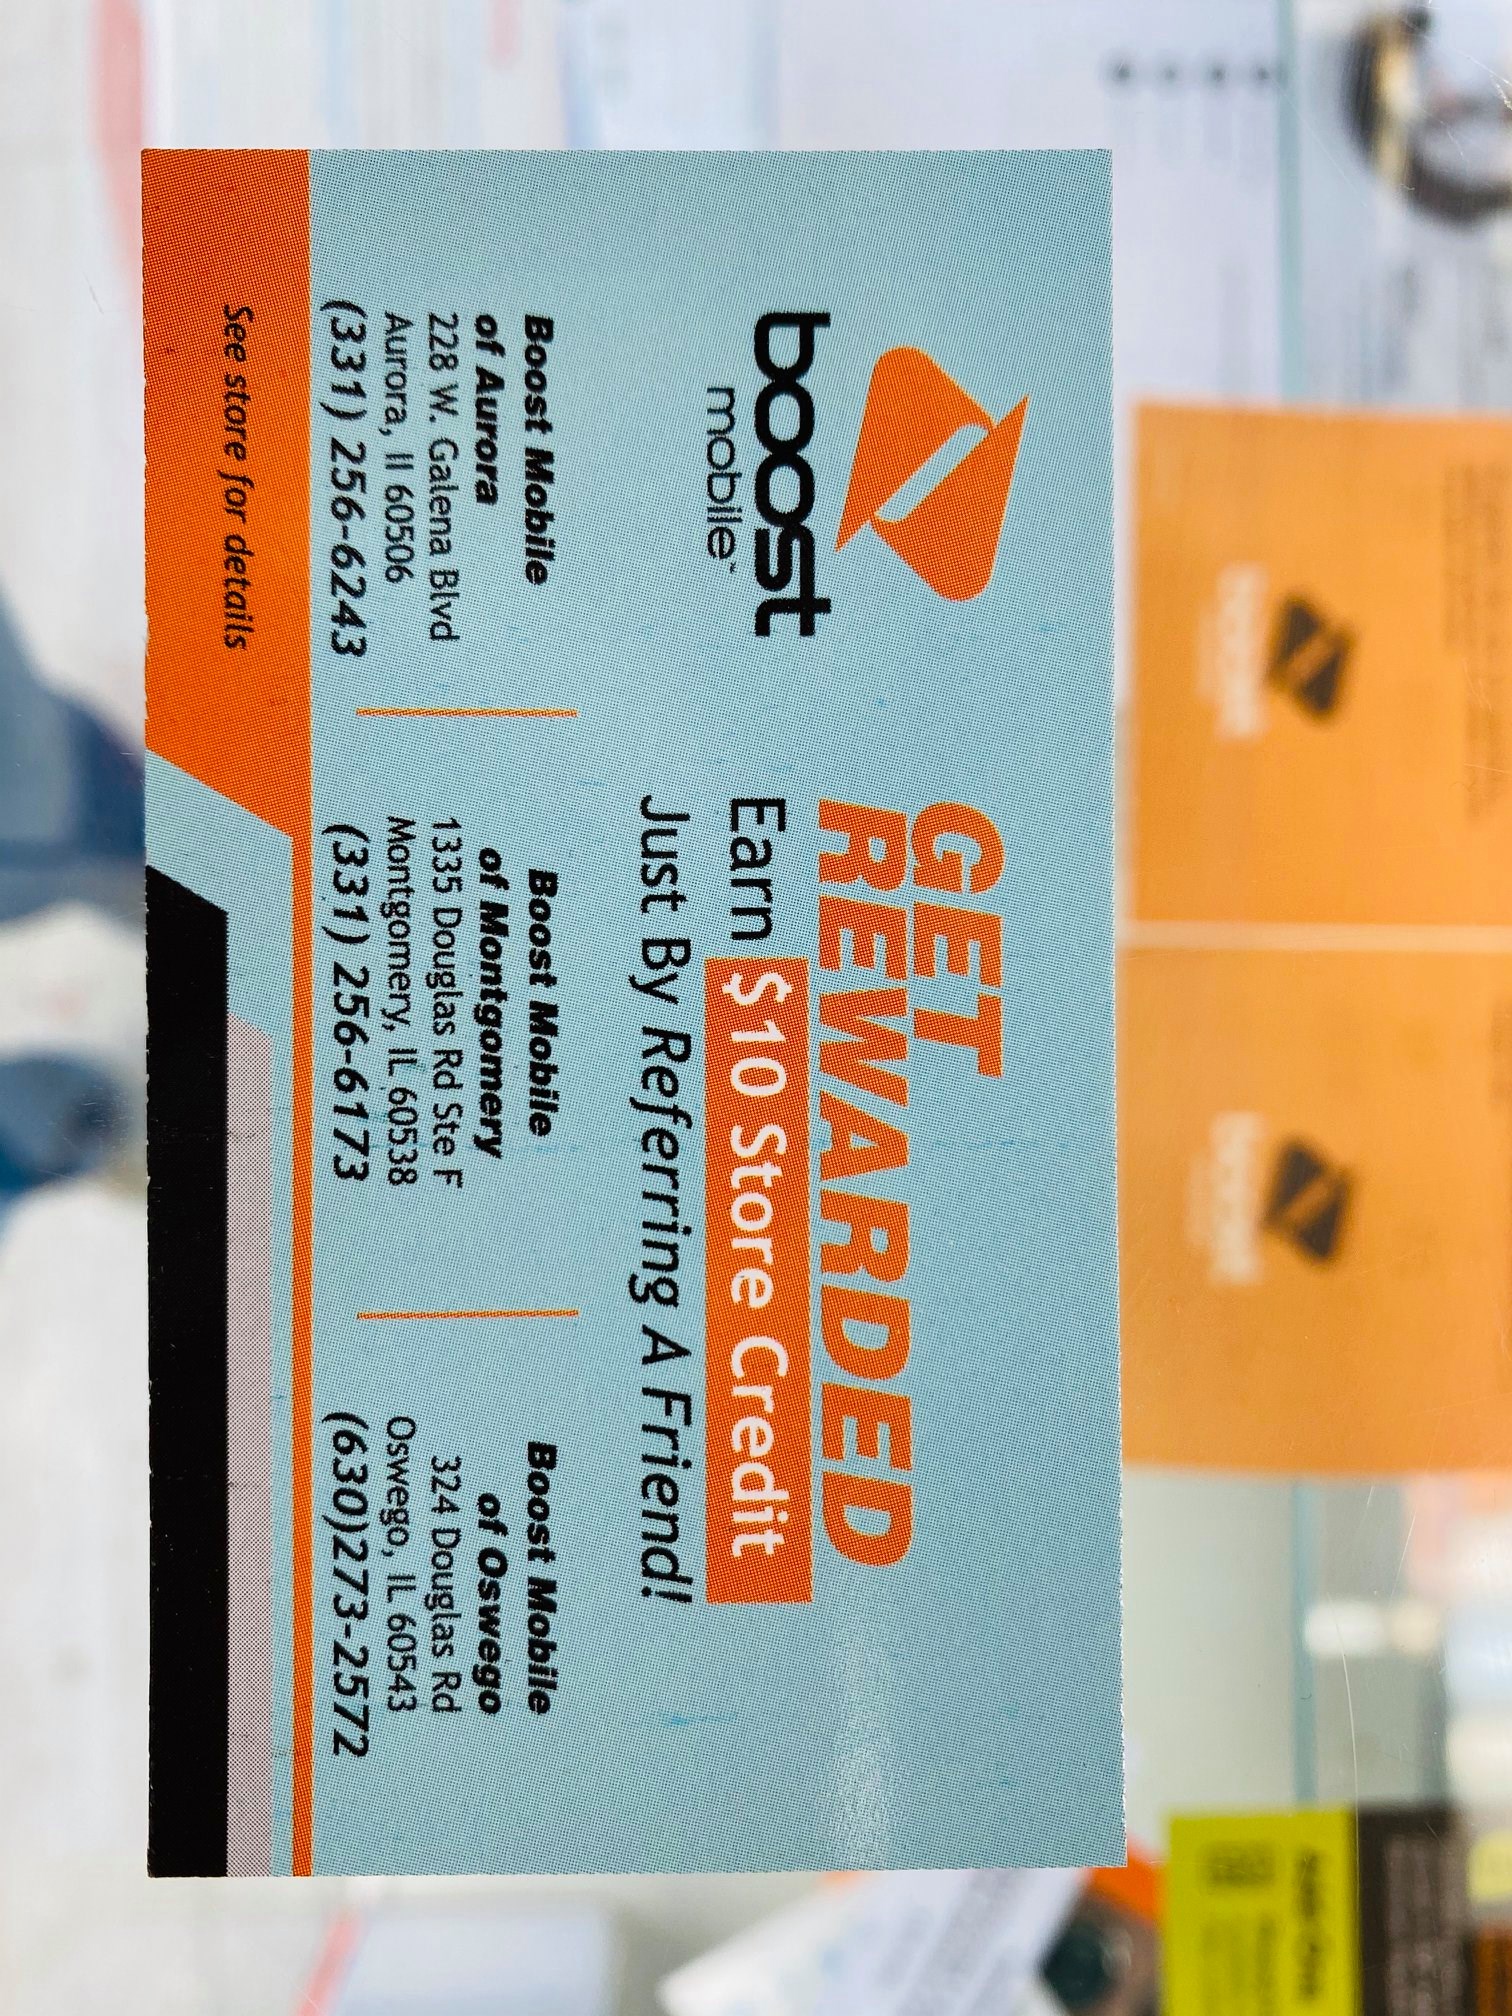 boost
mobile™
GET
REWARDED
Earn $10 Store Credit
Just By Referring A Friend!
Boost Mobile
of Aurora
228 W. Galena Blvd
Aurora, Il 60506
(331) 256-6243
Boost Mobile
of Montgomery
1335 Douglas Rd Ste F
Montgomery, IL 60538
(331) 256-6173
Boost Mobile
of Oswego
324 Douglas Rd
Oswego, IL 60543
(630)273-2572
See store for details